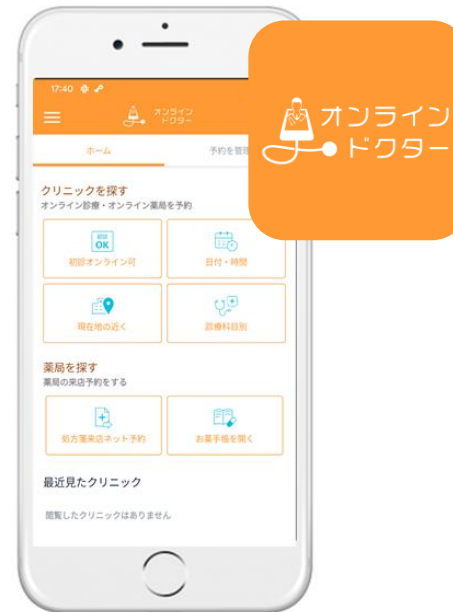 17:40
オンライン
ドクター
ホーム
予約を管理
クリニックを探す
オンライン診療・オンライン薬局を予約
初診
OK
初診オンライン可
日付・時間
現在地の近く
診療科目別
薬局を探す
薬局の来店予約をする
処方箋来店ネット予約
お薬手帳を開く
最近見たクリニック
閲覧したクリニックはありません
オンライン
ドクター